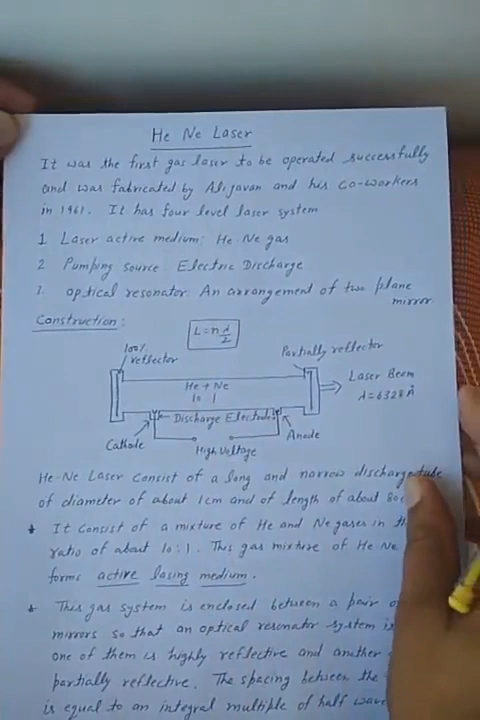 He Ne Laser
It was the first gas laser to be operated successfully
and was fabricated by Ali javan and his co-workers
in 1961. It has four level laser system
1 Laser active medium: He-Ne gas
2 Pumping source: Electric Discharge
3. optical resonator: An arrangement of two plane
mirror
Construction:
L=nλ/2
100%
reflector
Partially reflector
He + Ne
10 1
Laser Beam
λ=6328Å
Discharge Electrodes
Cathode
Anode
High Voltage
He-Ne Laser consist of a long and narrow discharge tube
of diameter of about 1cm and of length of about 80
* It consist of a mixture of He and Ne gases in
ratio of about 10:1. This gas mixture of He-Ne
forms active lasing medium.
* This gas system is enclosed between a pair
mirrors so that an optical resonator system is
one of them is highly reflective and another
partially reflective. The spacing between the
is equal to an integral multiple of half wave